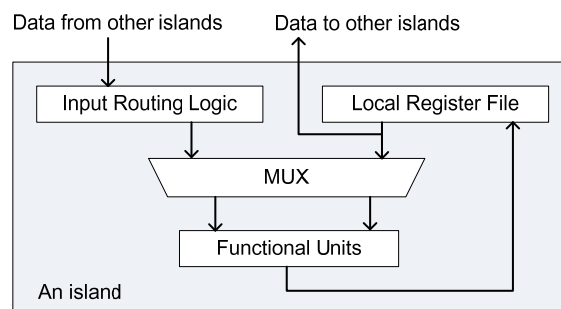 Data from other islands
Data to other islands
Input Routing Logic
Local Register File
MUX
Functional Units
An island